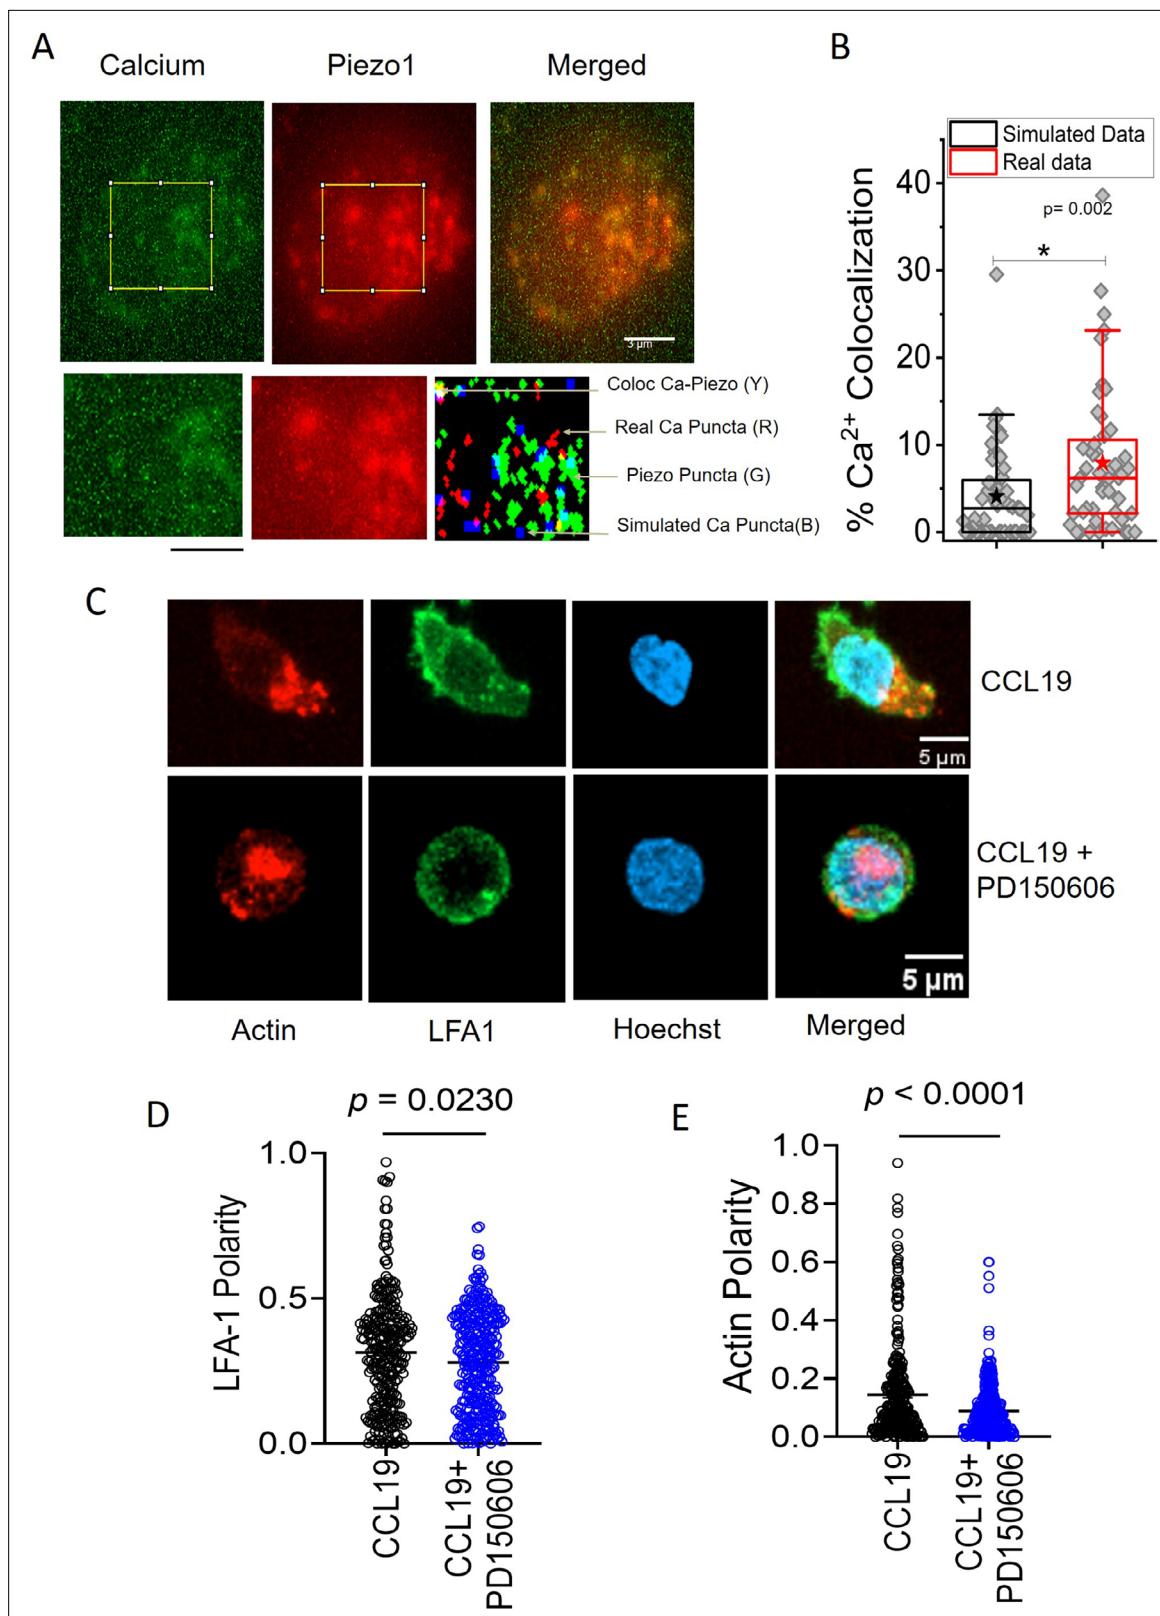 A
Calcium
Piezo1
Merged
3 µm
Coloc Ca-Piezo (Y)
Real Ca Puncta (R)
Piezo Puncta (G)
Simulated Ca Puncta(B)
B
Simulated Data
Real data
p= 0.002
*
% Ca2+ Colocalization
40
30
20
10
0
C
CCL19
5 µm
CCL19 +
PD150606
5 µm
Actin
LFA1
Hoechst
Merged
D
p = 0.0230
LFA-1 Polarity
1.0
0.5
0.0
CCL19
CCL19+
PD150606
E
p < 0.0001
Actin Polarity
1.0
0.8
0.6
0.4
0.2
0.0
CCL19
CCL19+
PD150606